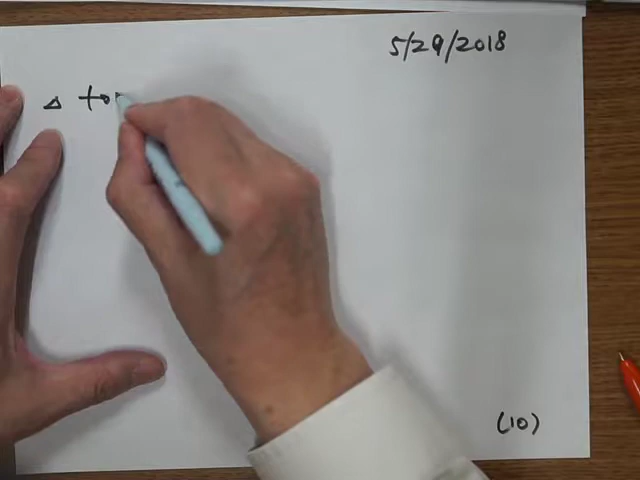 5/29/2018
△ to
(10)